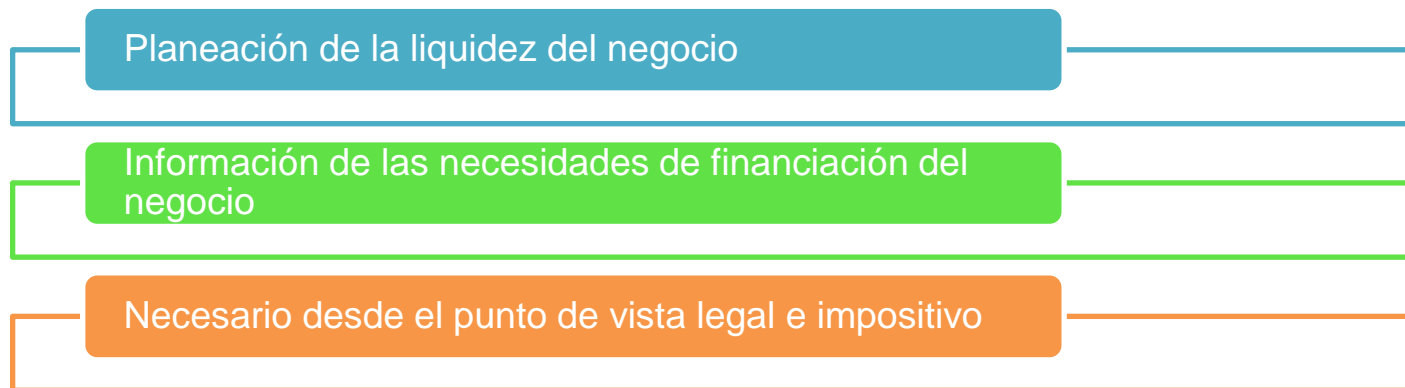 Planeación de la liquidez del negocio
Información de las necesidades de financiación del
negocio
Necesario desde el punto de vista legal e impositivo